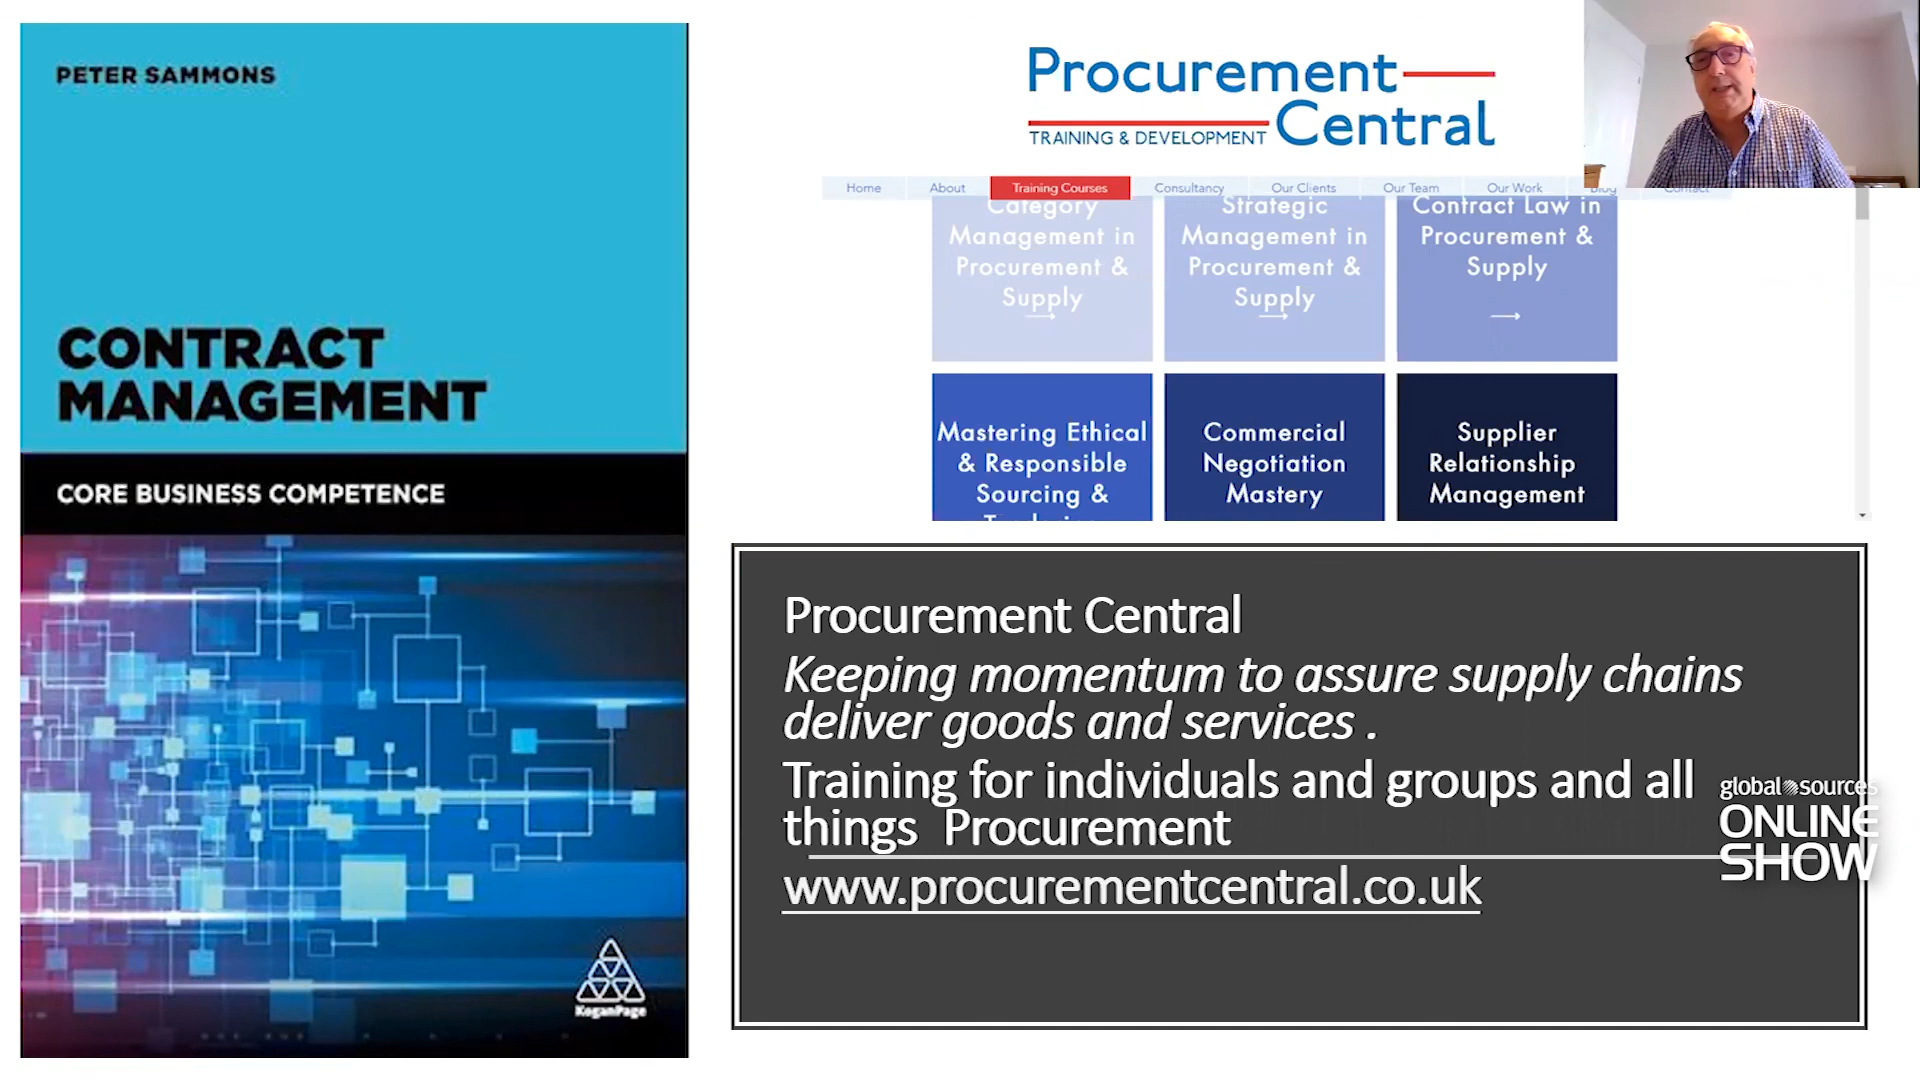 PETER SAMMONS
CONTRACT
MANAGEMENT
CORE BUSINESS COMPETENCE
KoganPage
Procurement
TRAINING & DEVELOPMENT Central
Home About Training Courses Consultancy Our Clients Our Team Our Work Blog Contact
Category
Management in
Procurement &
Supply
Strategic
Management in
Procurement &
Supply
Contract Law in
Procurement &
Supply
Mastering Ethical
& Responsible
Sourcing &
Commercial
Negotiation
Mastery
Supplier
Relationship
Management
Procurement Central
Keeping momentum to assure supply chains
deliver goods and services .
Training for individuals and groups and all
things Procurement
www.procurementcentral.co.uk
global sources
ONLINE
SHOW